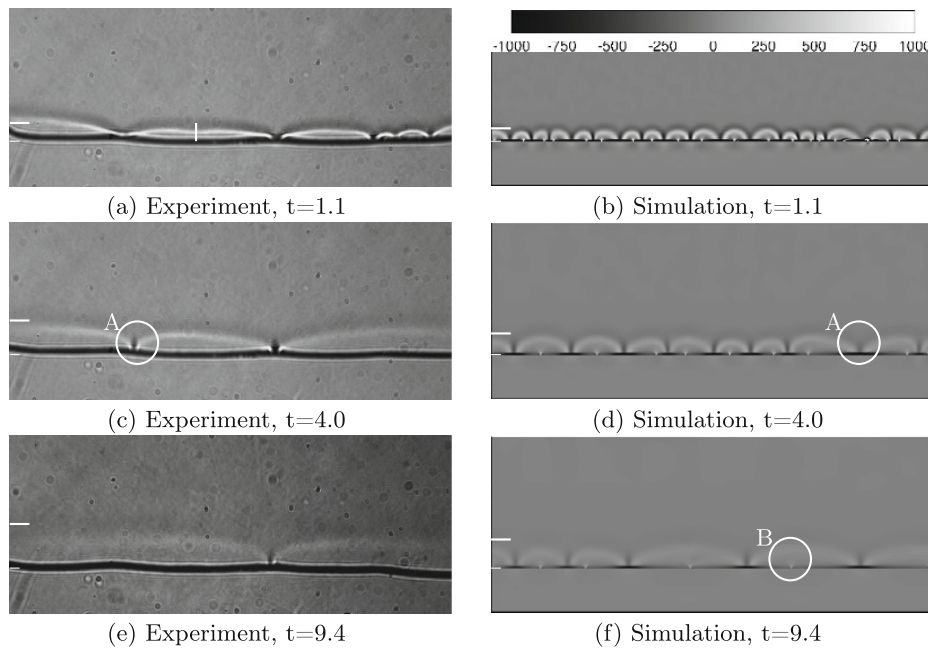 -1000 -750 -500 -250 0 250 500 750 1000
(a) Experiment, t=1.1
(b) Simulation, t=1.1
A
A
(c) Experiment, t=4.0
(d) Simulation, t=4.0
B
(e) Experiment, t=9.4
(f) Simulation, t=9.4